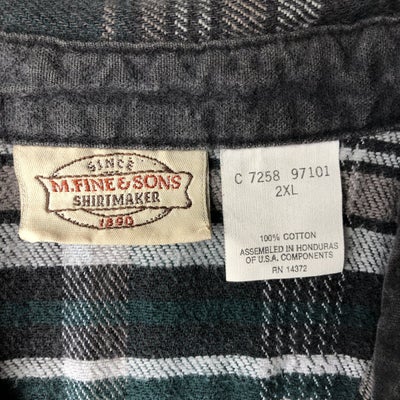 SINCE
M.FINE & SONS
SHIRTMAKER
1890
C 7258 97101
2XL
100% COTTON
ASSEMBLED IN HONDURAS
OF U.S.A. COMPONENTS
RN 14372